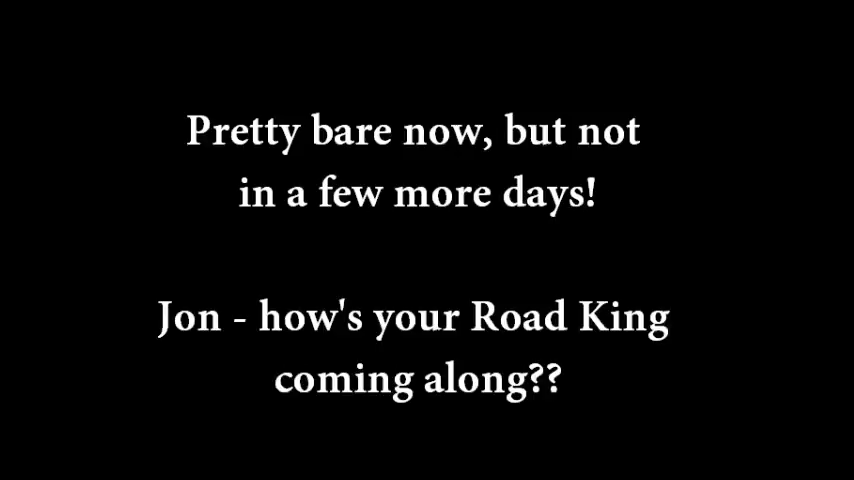 Pretty bare now, but not
in a few more days!
Jon - how's your Road King
coming along??